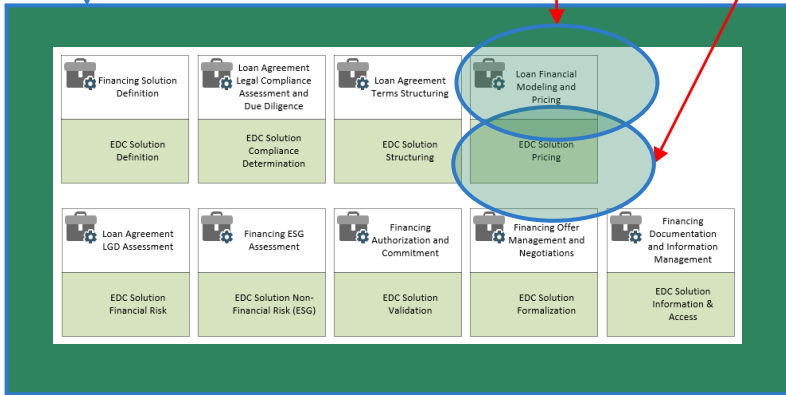 Financing Solution
Definition
EDC Solution
Definition
Loan Agreement
Legal Compliance
Assessment and
Due Diligence
EDC Solution
Compliance
Determination
Loan Agreement
Terms Structuring
EDC Solution
Structuring
Loan Financial
Modeling and
Pricing
EDC Solution
Pricing
Loan Agreement
LGD Assessment
EDC Solution
Financial Risk
Financing ESG
Assessment
EDC Solution Non-
Financial Risk (ESG)
Financing
Authorization and
Commitment
EDC Solution
Validation
Financing Offer
Management and
Negotiations
EDC Solution
Formalization
Financing
Documentation
and Information
Management
EDC Solution
Information &
Access